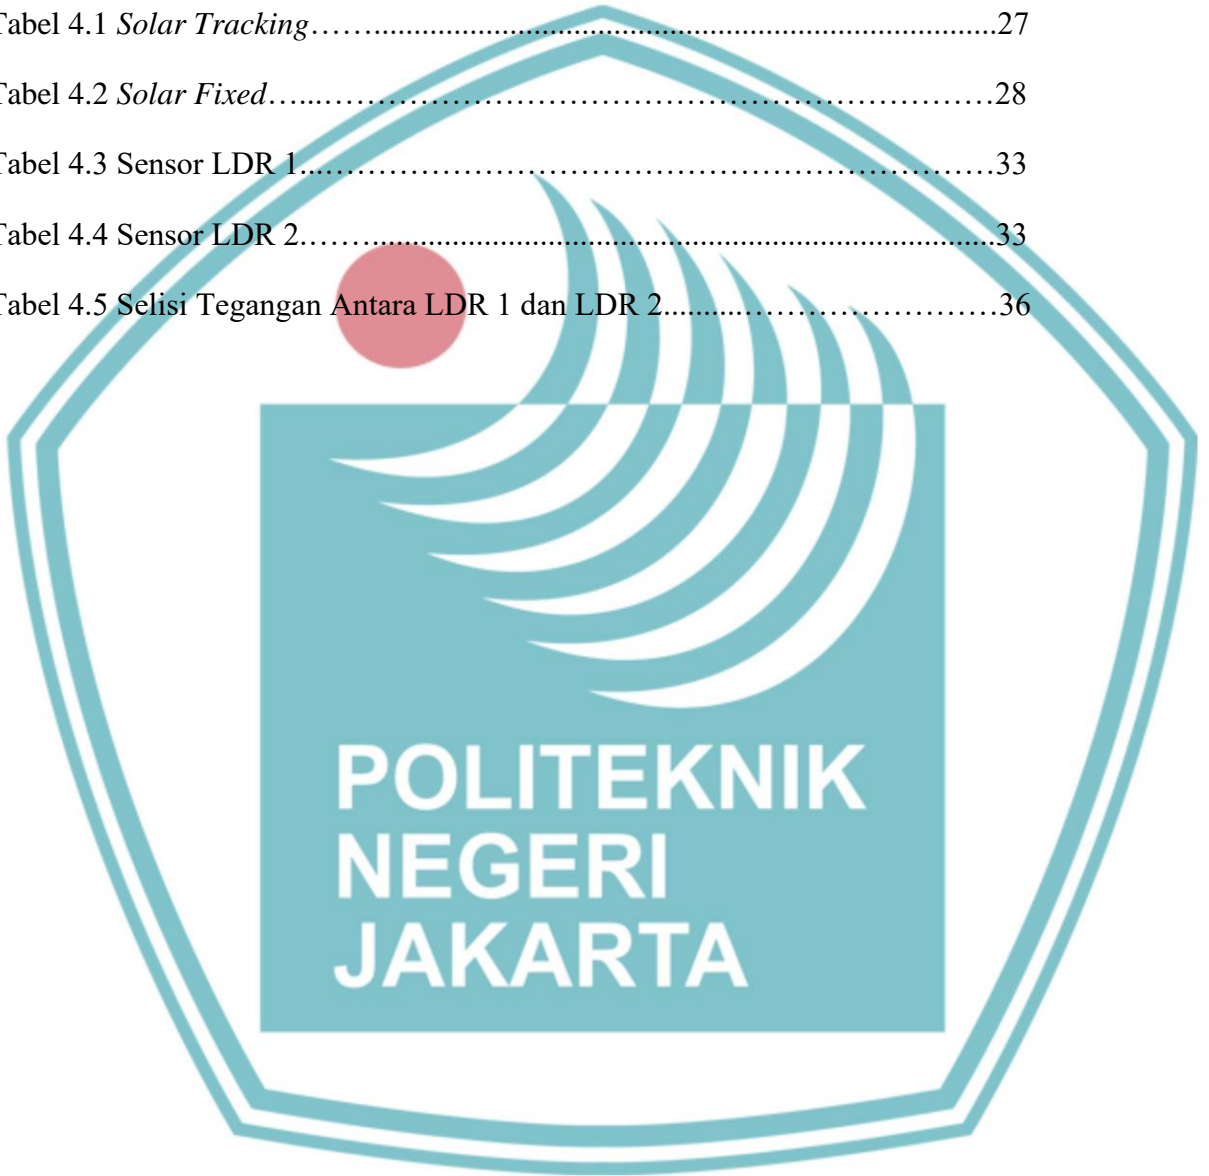 Tabel 4.1 Solar Tracking…...........................................................................27
Tabel 4.2 Solar Fixed…...……………………………………………………………28
Tabel 4.3 Sensor LDR 1...……………………………………………………………33
Tabel 4.4 Sensor LDR 2……...........................................................................33
Tabel 4.5 Selisi Tegangan Antara LDR 1 dan LDR 2..........……………………36
POLITEKNIK
NEGERI
JAKARTA